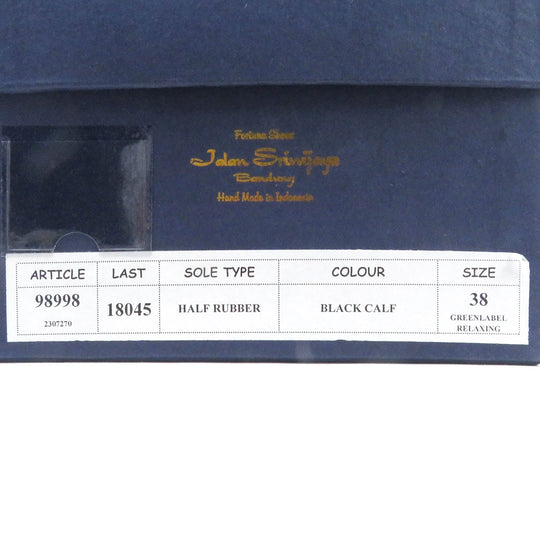 Fortuna Shoes
Jalan Sriwijaya
Bandung
Hand Made in Indonesia
ARTICLE LAST SOLE TYPE COLOUR SIZE
98998 18045 HALF RUBBER BLACK CALF 38
2307270 GREENLABEL
RELAXING